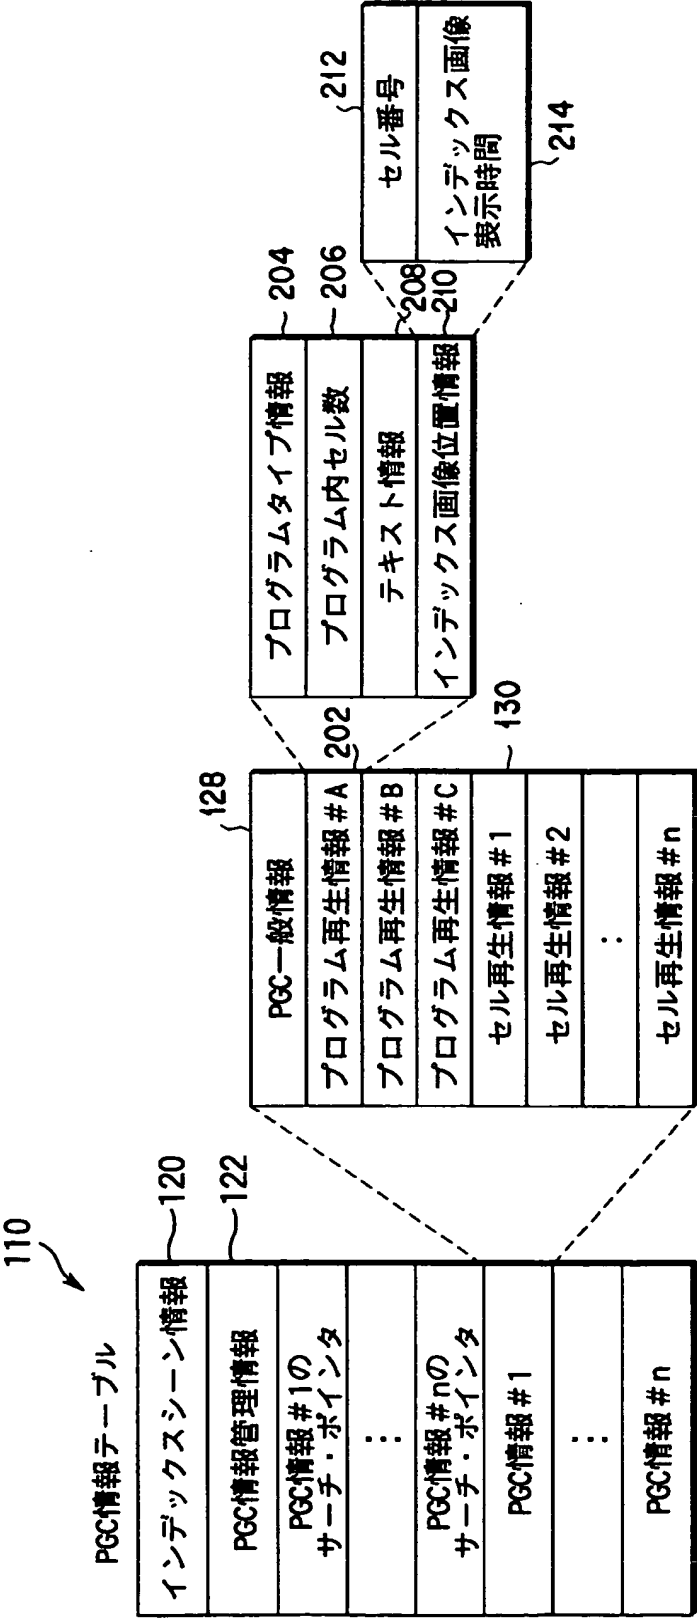 110
PGC情報テーブル
インデックスシーン情報
120
PGC情報管理情報
122
PGC情報#1の
サーチ・ポインタ
⋮
PGC情報#nの
サーチ・ポインタ
PGC情報#1
⋮
PGC情報#n
128
PGC一般情報
プログラム再生情報#A
202
プログラム再生情報#B
プログラム再生情報#C
セル再生情報#1
130
セル再生情報#2
⋮
セル再生情報#n
プログラムタイプ情報
204
プログラム内セル数
206
テキスト情報
208
インデックス画像位置情報
210
212
セル番号
インデックス画像
表示時間
214